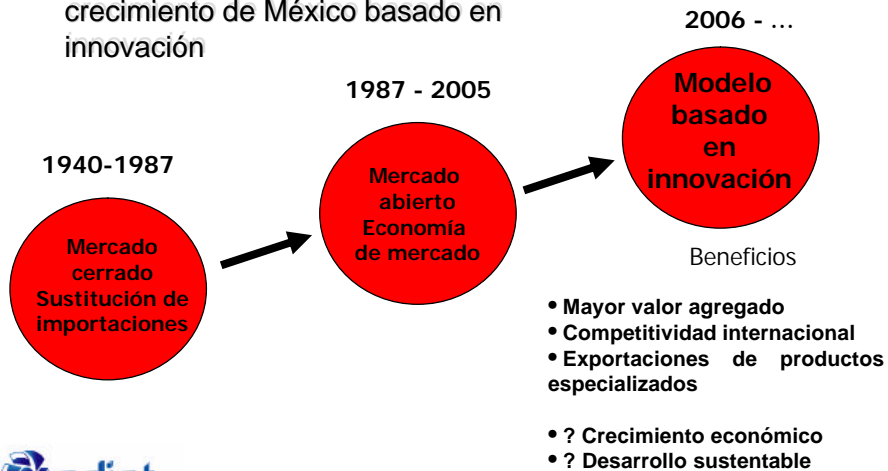 crecimiento de México basado en
innovación
2006 - ...
1987 - 2005
1940-1987
Modelo
basado
en
innovación
Mercado
abierto
Economía
de mercado
Mercado
cerrado
Sustitución de
importaciones
Beneficios
• Mayor valor agregado
• Competitividad internacional
• Exportaciones de productos
especializados
• ? Crecimiento económico
• ? Desarrollo sustentable